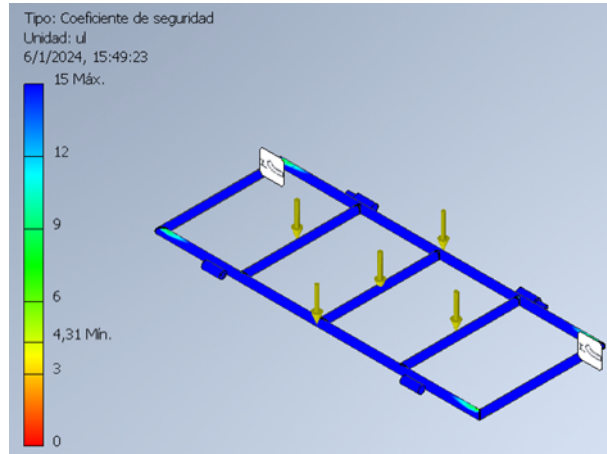 Tipo: Coeficiente de seguridad
Unidad: ul
6/1/2024, 15:49:23
15 Máx.
12
9
6
4,31 Mín.
3
0